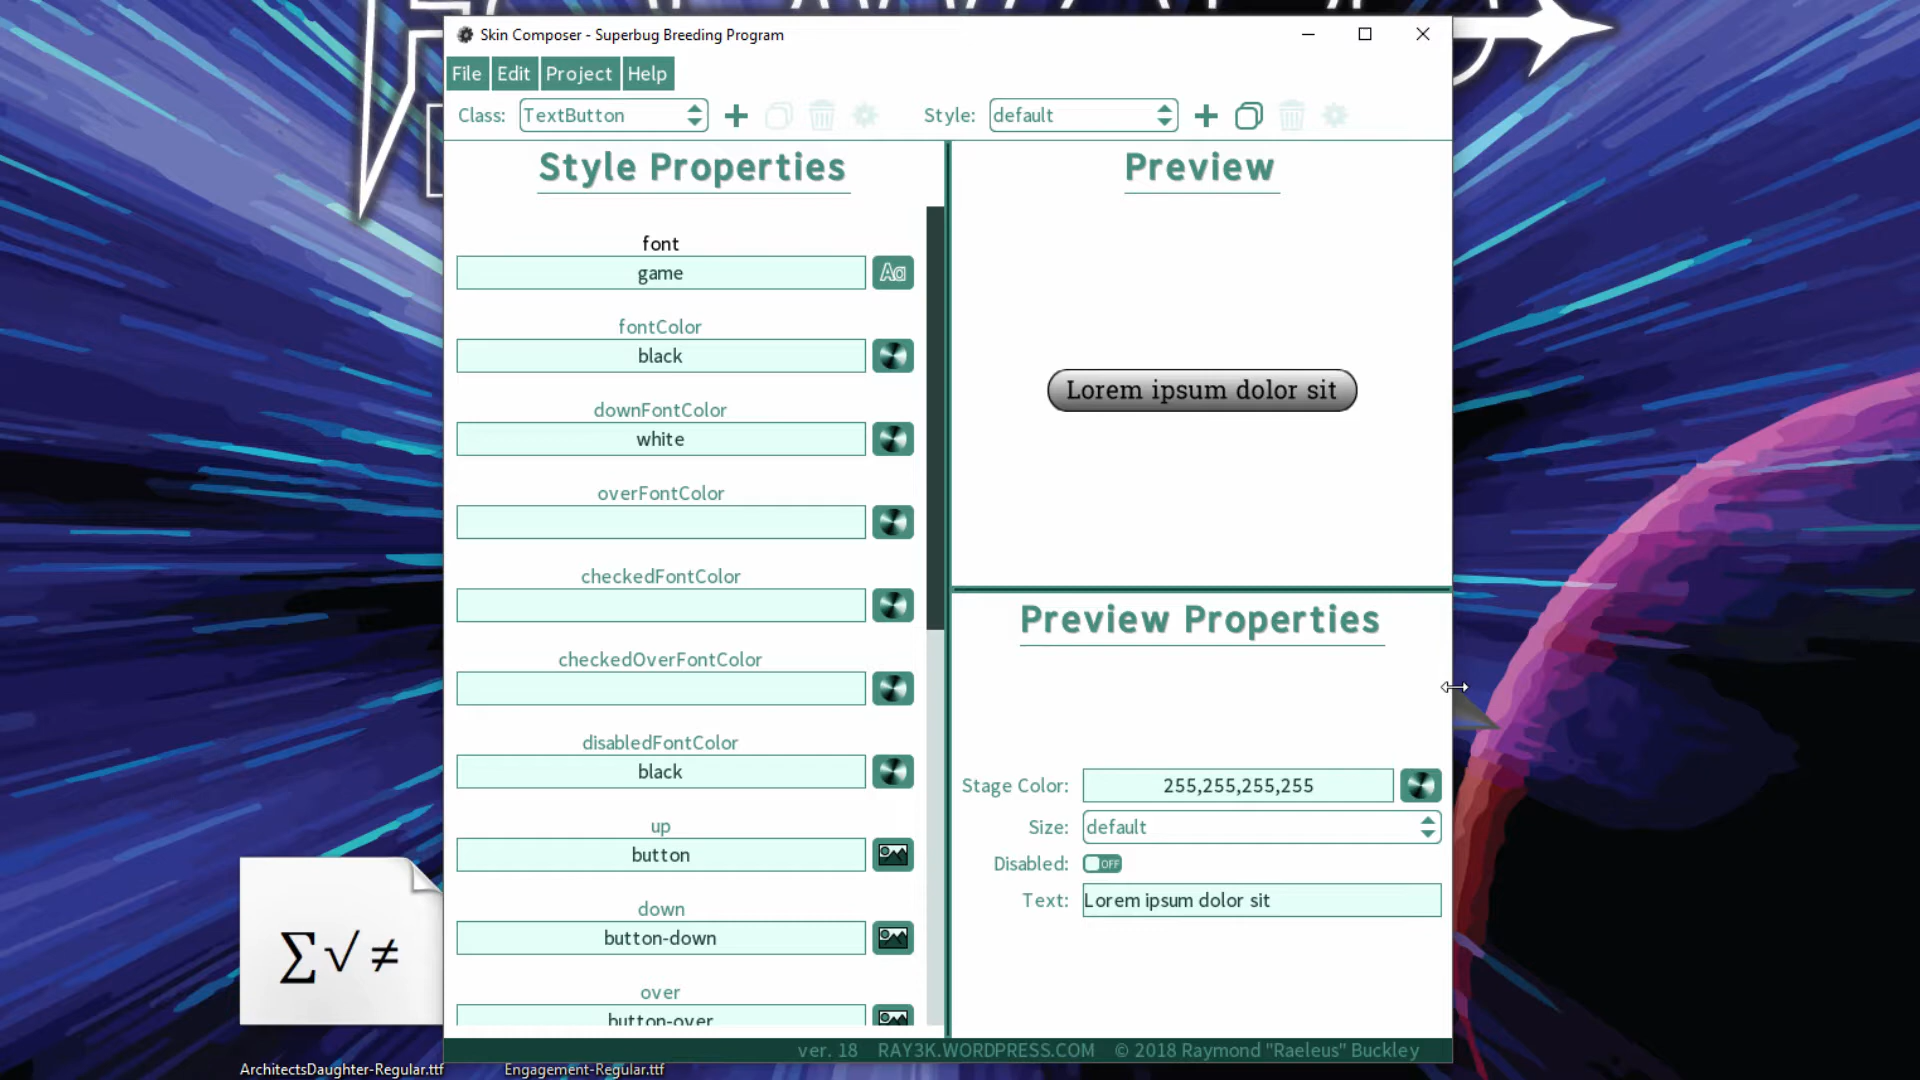 Skin Composer - Superbug Breeding Program
File Edit Project Help
Class: TextButton Style: default
Style Properties
font
game
Aa
fontColor
black
downFontColor
white
overFontColor
checkedFontColor
checkedOverFontColor
disabledFontColor
black
up
button
down
button-down
over
button-over
Preview
Lorem ipsum dolor sit
Preview Properties
Stage Color: 255,255,255,255
Size: default
Disabled: OFF
Text: Lorem ipsum dolor sit
ver. 18 RAY3K.WORDPRESS.COM © 2018 Raymond "Raeleus" Buckley
∑√≠
ArchitectsDaughter-Regular.ttf
Engagement-Regular.ttf